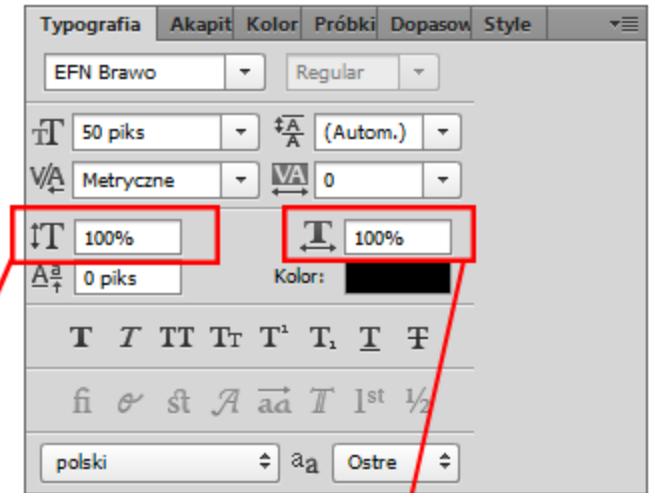 Typografia Akapit Kolor Próbki Dopasow Style
EFN Brawo Regular
50 piks (Autom.)
Metryczne 0
100% 100%
0 piks Kolor:
T T TT TT T¹ T₁ T T
fi st A aa T 1st ½
polski aa Ostre